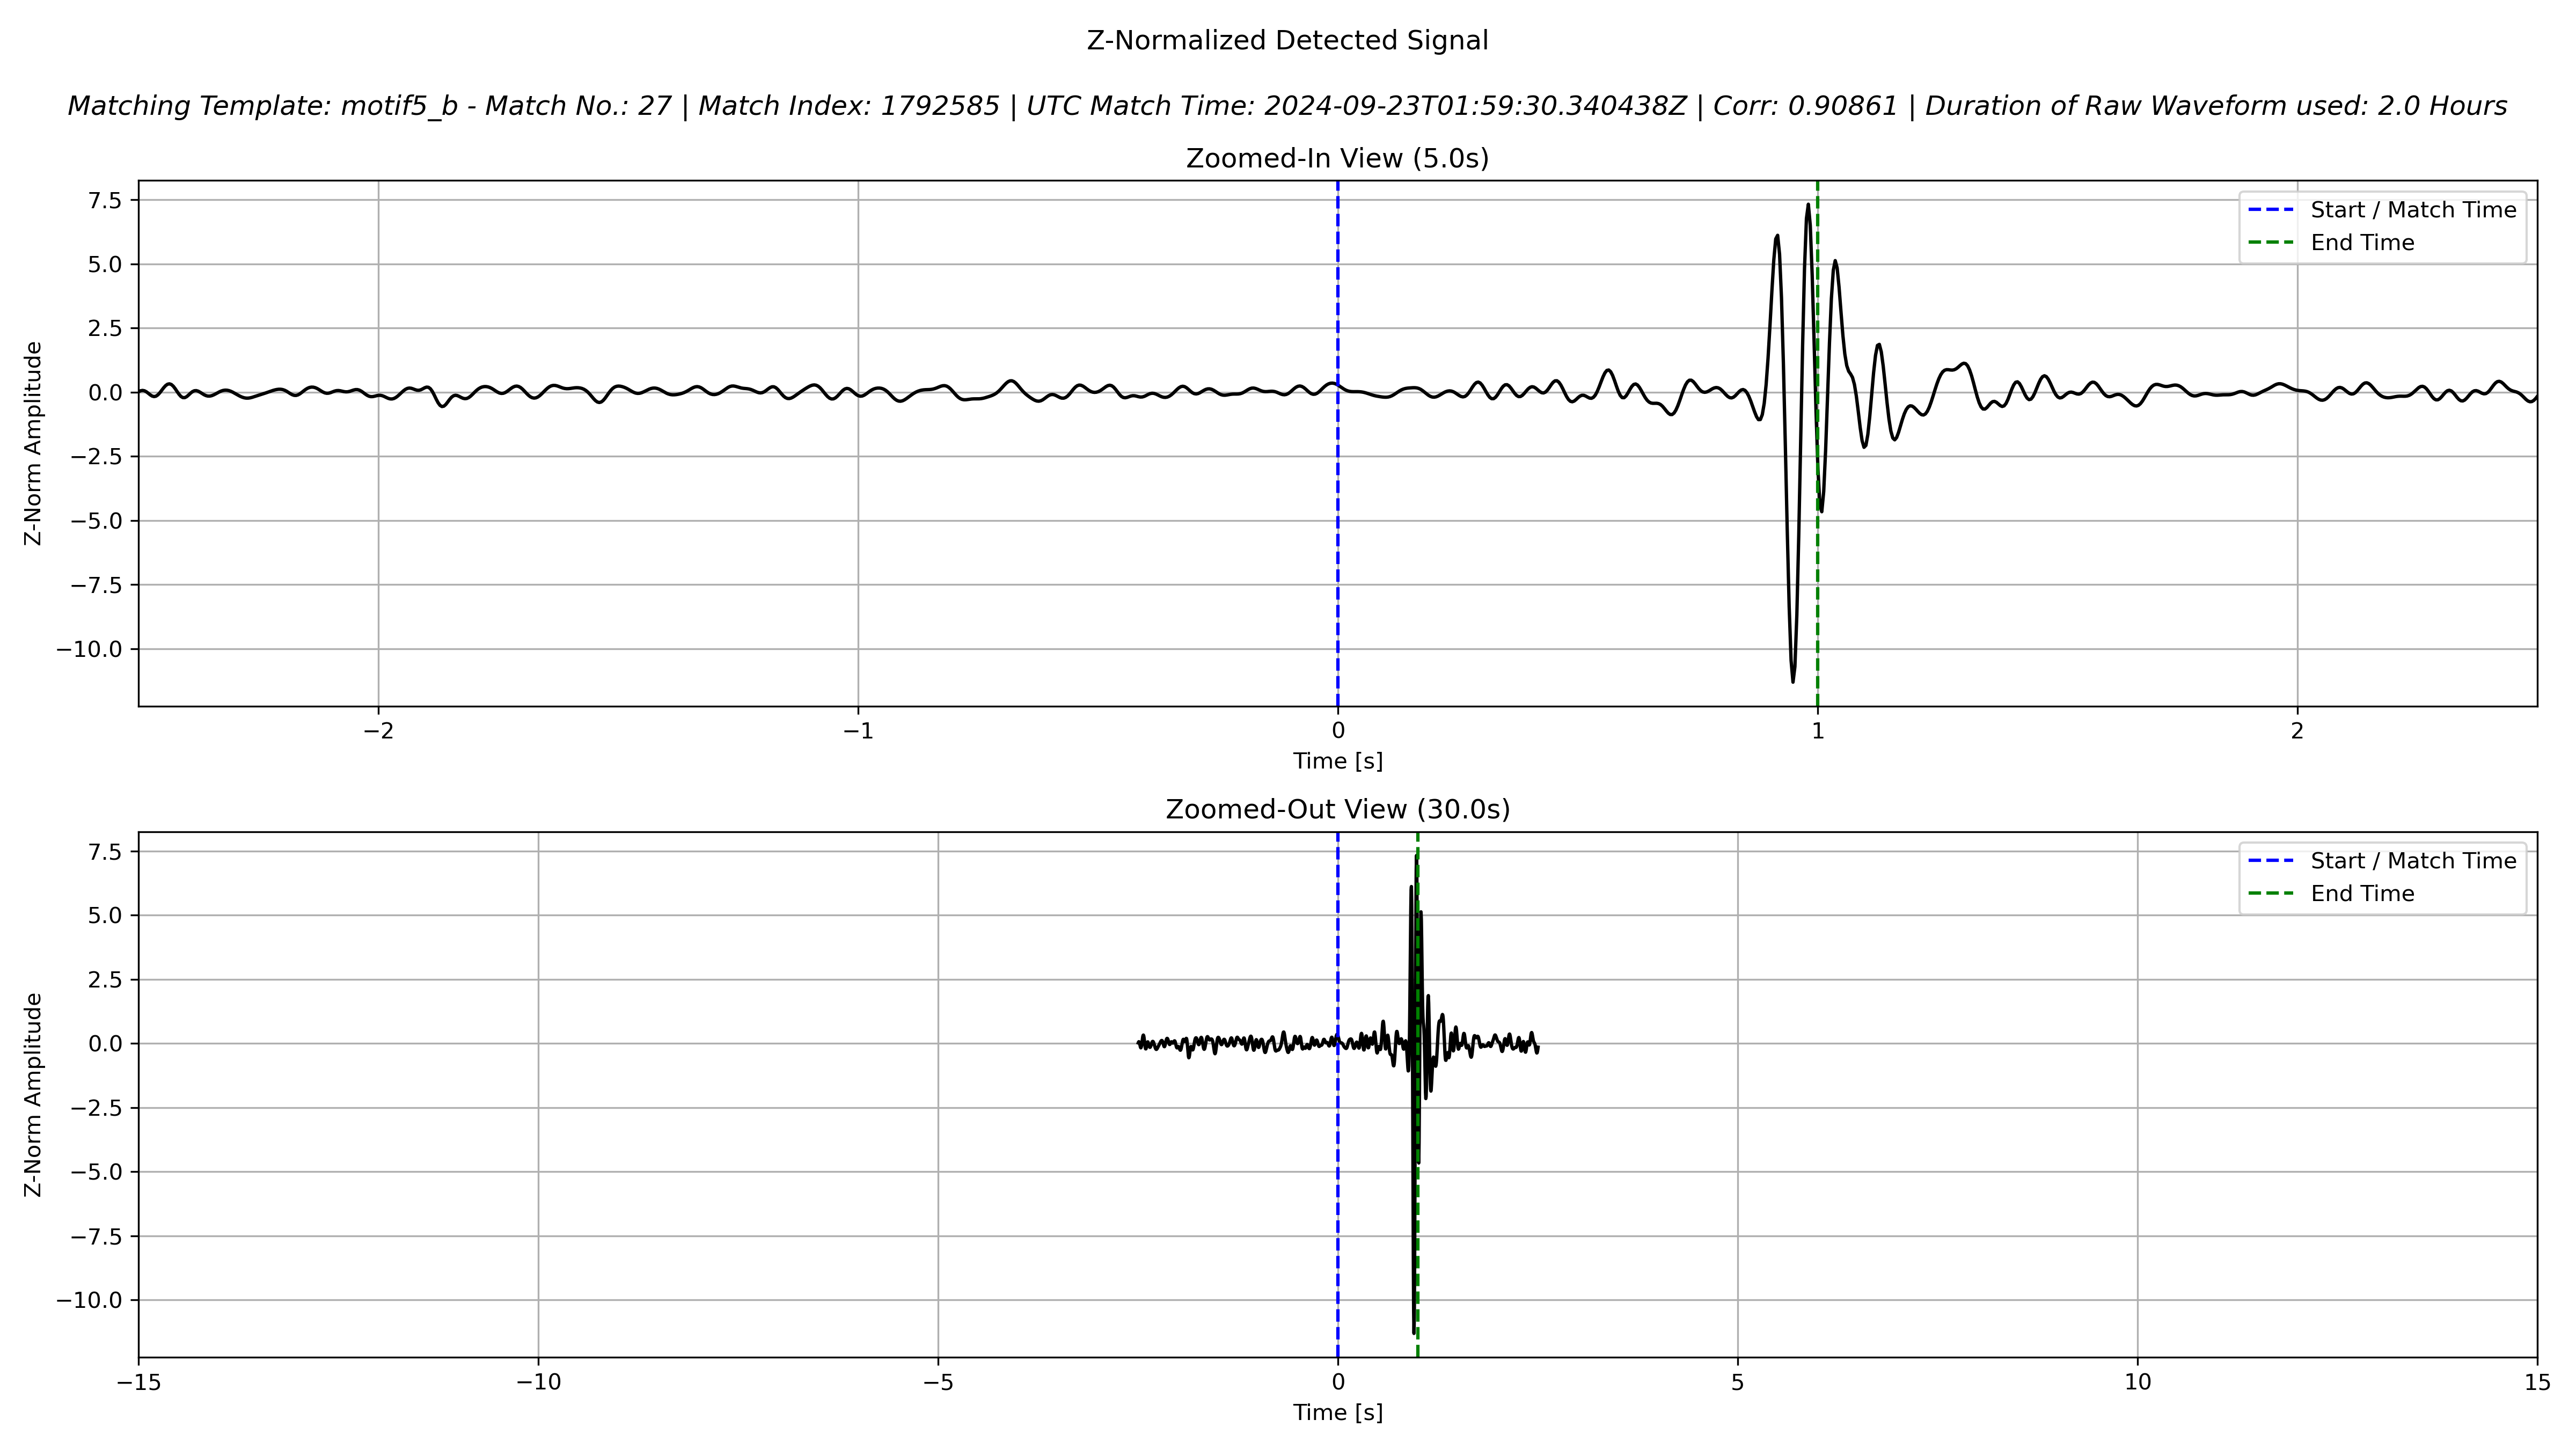 Z-Normalized Detected Signal
Matching Template: motif5_b - Match No.: 27 | Match Index: 1792585 | UTC Match Time: 2024-09-23T01:59:30.340438Z | Corr: 0.90861 | Duration of Raw Waveform used: 2.0 Hours
Zoomed-In View (5.0s)
Z-Norm Amplitude
7.5
5.0
2.5
0.0
−2.5
−5.0
−7.5
−10.0
Start / Match Time
End Time
−2 −1 0 1 2
Time [s]
Zoomed-Out View (30.0s)
Z-Norm Amplitude
7.5
5.0
2.5
0.0
−2.5
−5.0
−7.5
−10.0
Start / Match Time
End Time
−15 −10 −5 0 5 10 15
Time [s]